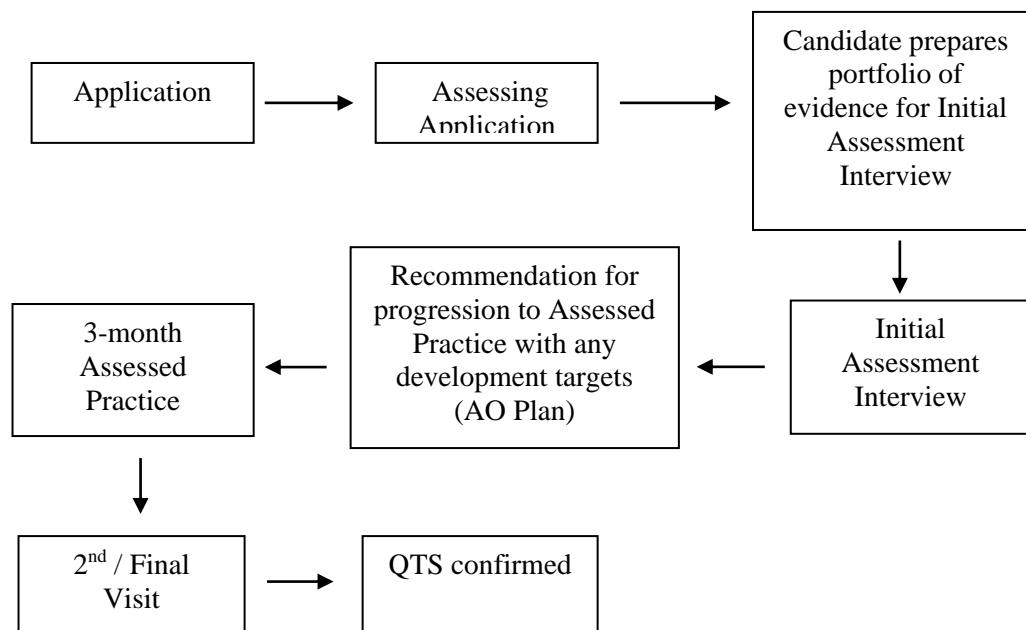 Application
Assessing
Application
Candidate prepares
portfolio of
evidence for Initial
Assessment
Interview
Initial
Assessment
Interview
Recommendation for
progression to Assessed
Practice with any
development targets
(AO Plan)
3-month
Assessed
Practice
2nd / Final
Visit
QTS confirmed